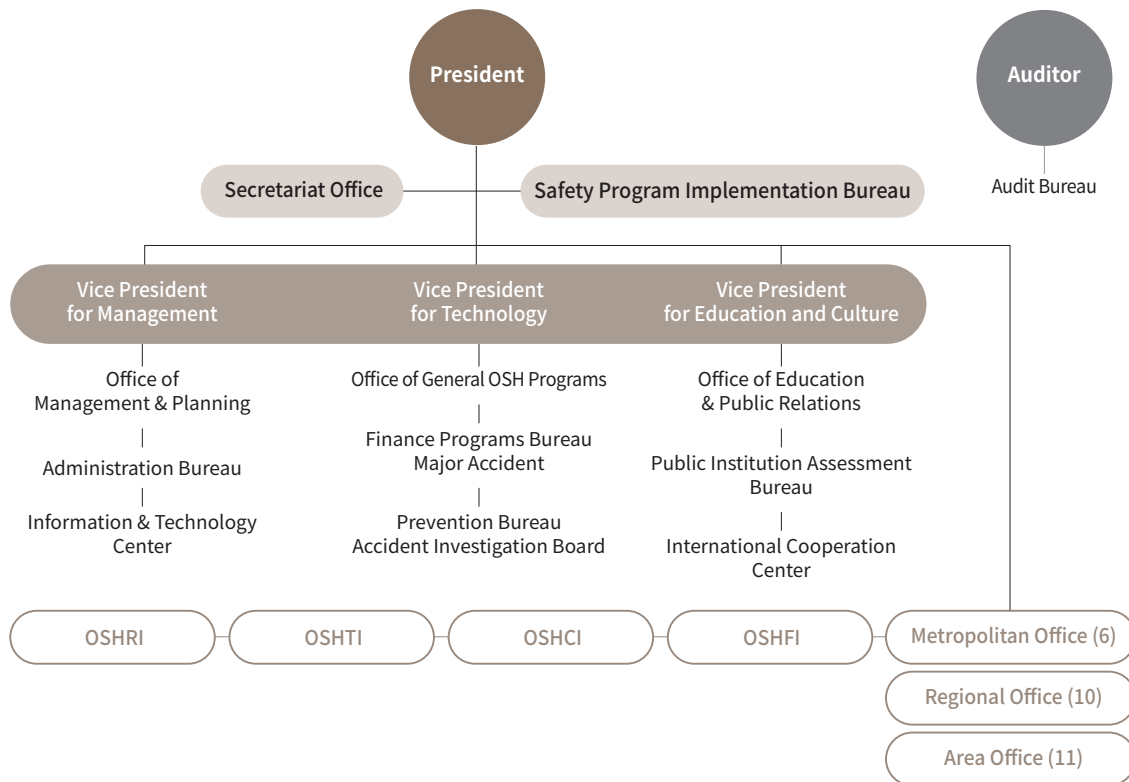 President
Auditor
Secretariat Office
Safety Program Implementation Bureau
Audit Bureau
Vice President
for Management
Vice President
for Technology
Vice President
for Education and Culture
Office of
Management & Planning
Administration Bureau
Information & Technology
Center
Office of General OSH Programs
Finance Programs Bureau
Major Accident
Prevention Bureau
Accident Investigation Board
Office of Education
& Public Relations
Public Institution Assessment
Bureau
International Cooperation
Center
OSHRI
OSHTI
OSHCI
OSHFI
Metropolitan Office (6)
Regional Office (10)
Area Office (11)